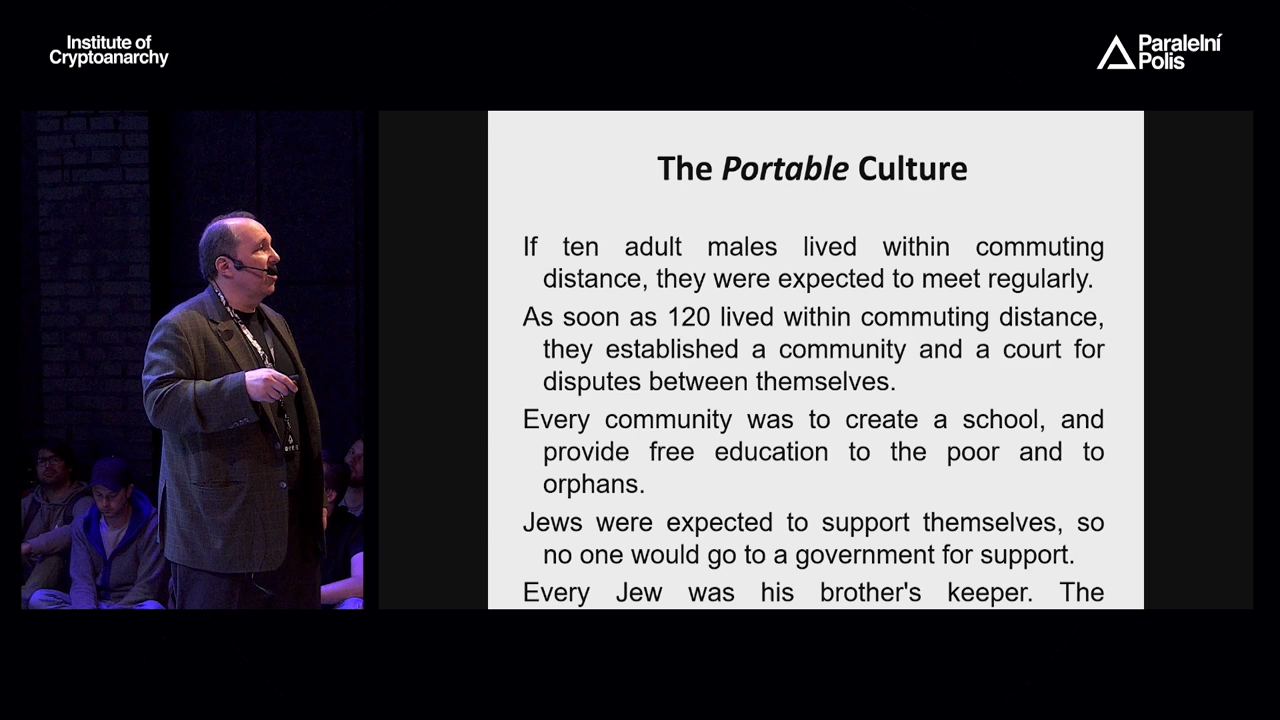 Institute of
Cryptoanarchy
Paralelní
Polis
The Portable Culture
If ten adult males lived within commuting
distance, they were expected to meet regularly.
As soon as 120 lived within commuting distance,
they established a community and a court for
disputes between themselves.
Every community was to create a school, and
provide free education to the poor and to
orphans.
Jews were expected to support themselves, so
no one would go to a government for support.
Every Jew was his brother's keeper. The